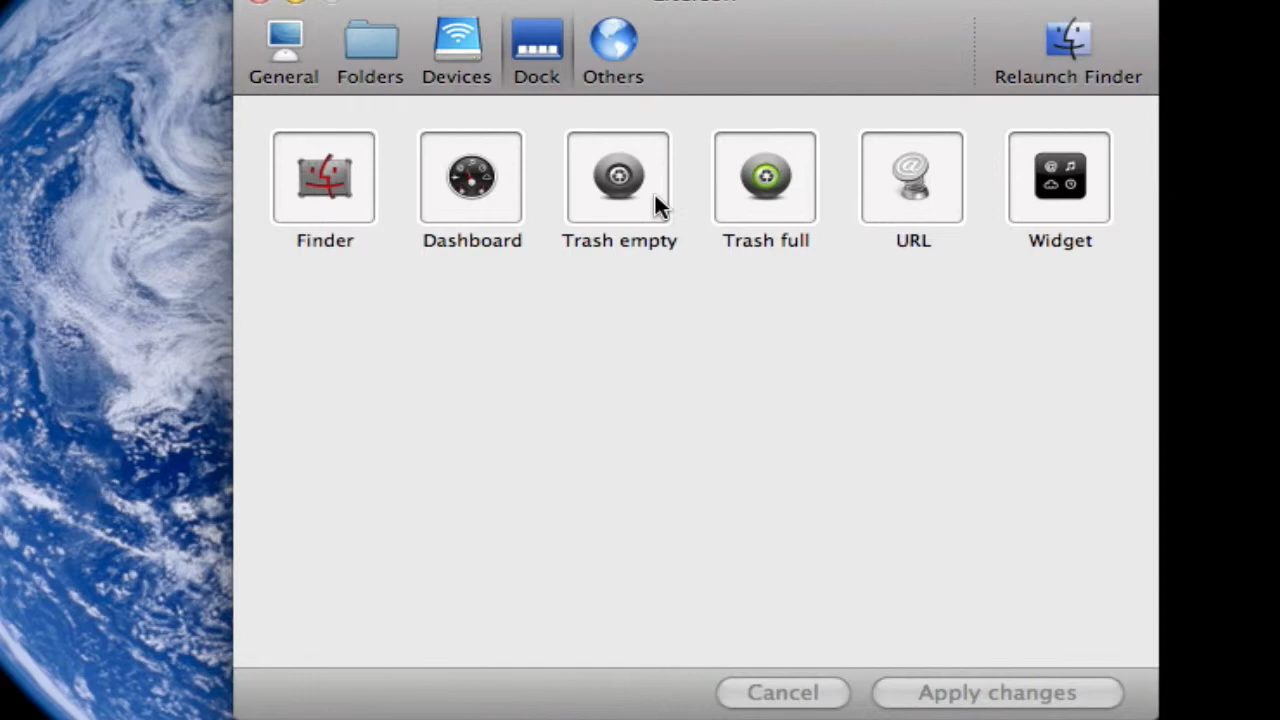 General Folders Devices Dock Others Relaunch Finder
Finder Dashboard Trash empty Trash full URL Widget
Cancel Apply changes